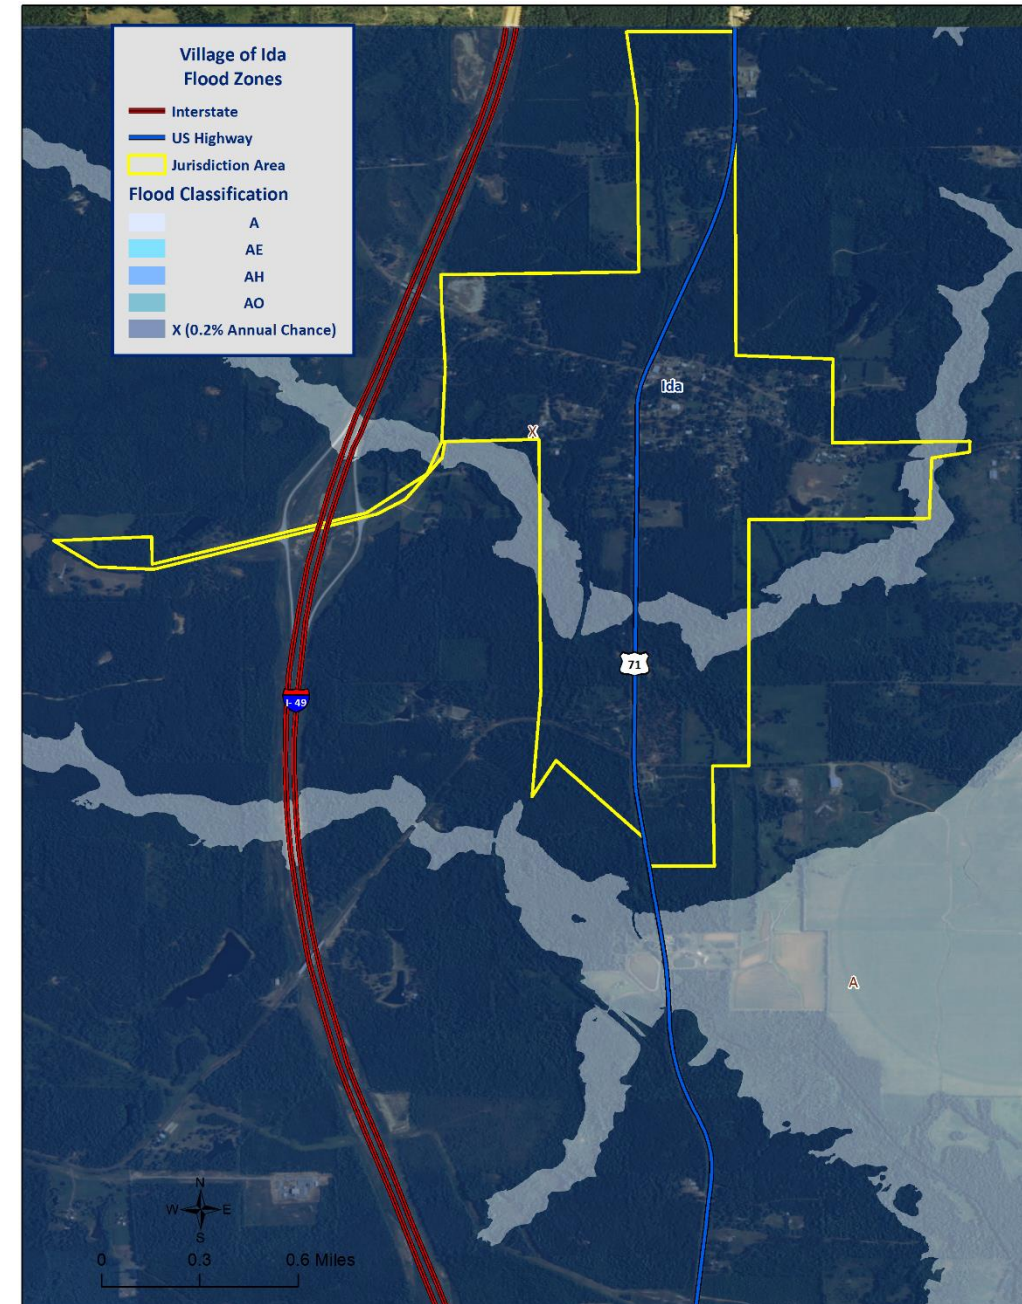 Village of Ida
Flood Zones
Interstate
US Highway
Jurisdiction Area
Flood Classification
A
AE
AH
AO
X (0.2% Annual Chance)
Ida
X
71
I- 49
A
N
W E
S
0 0.3 0.6 Miles